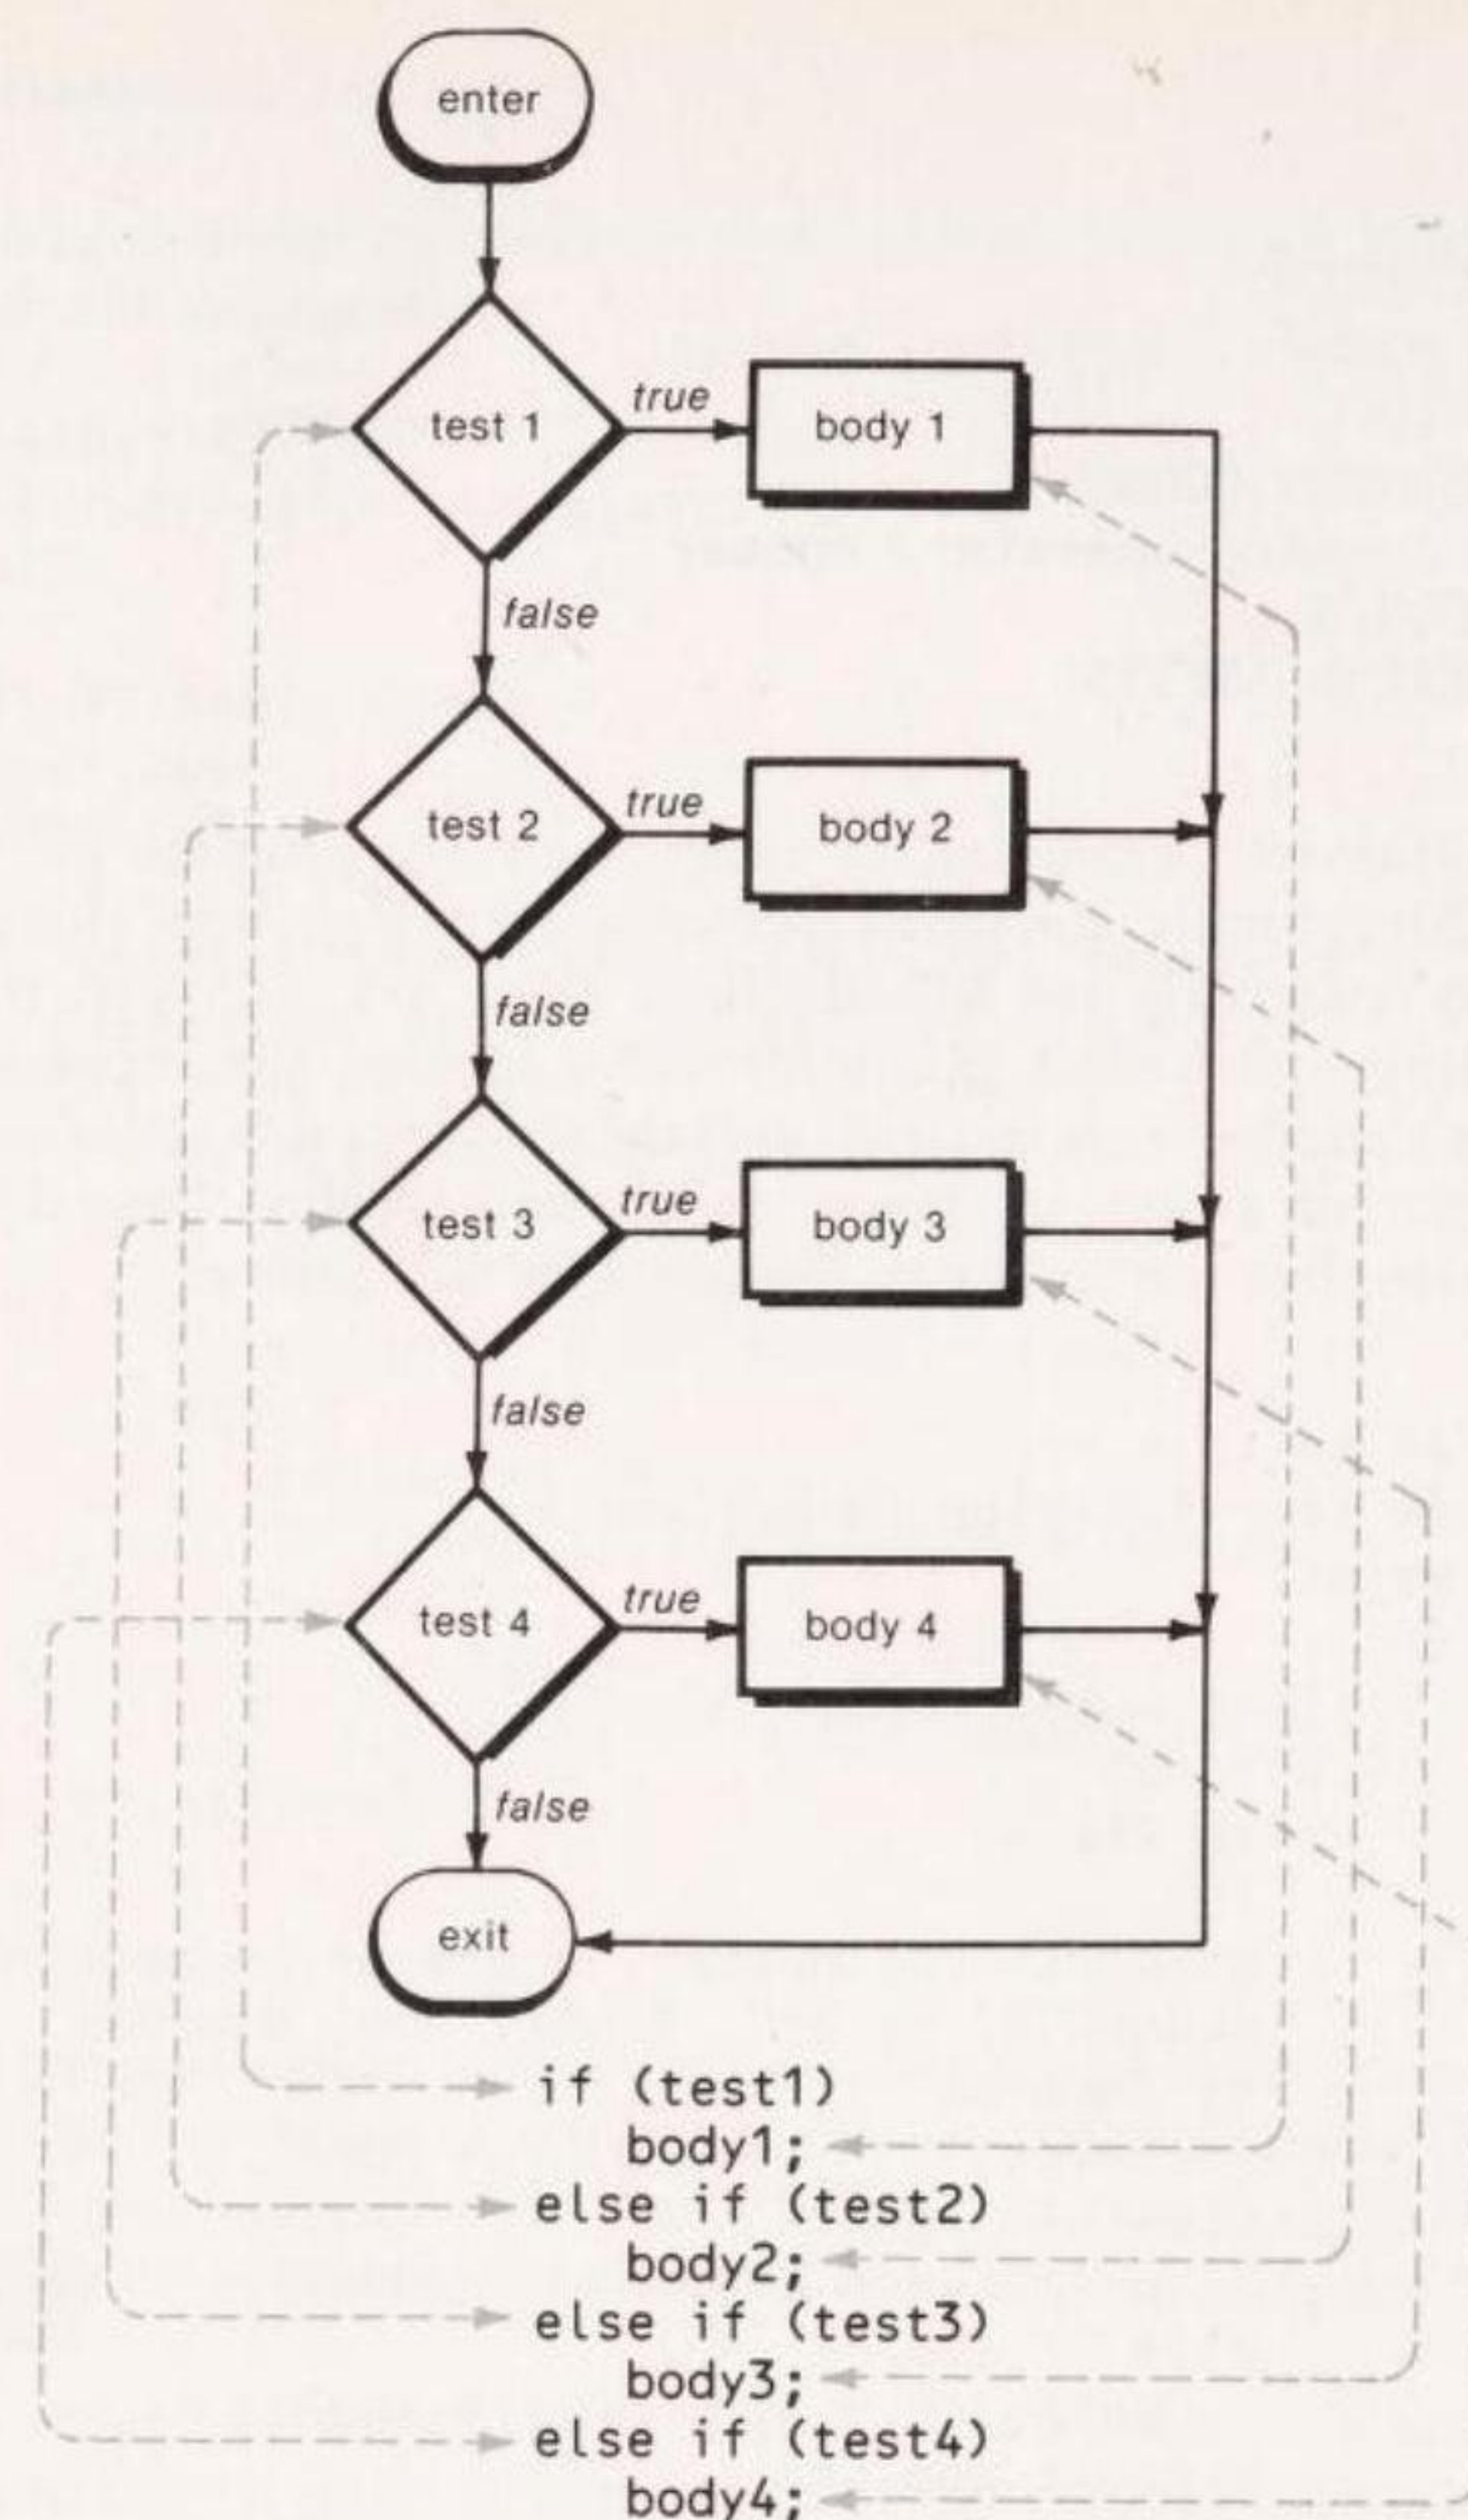 enter
test 1 true body 1
false
test 2 true body 2
false
test 3 true body 3
false
test 4 true body 4
false
exit
if (test1)
body1;
else if (test2)
body2;
else if (test3)
body3;
else if (test4)
body4;